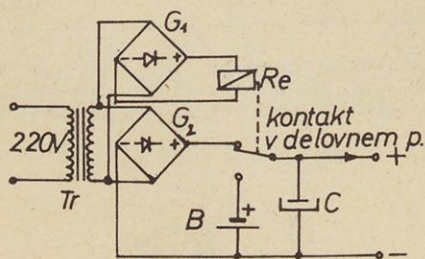 G1
- +
Re
220V
G2
- +
kontakt
v delovnem p.
+
Tr
B
+
C
-